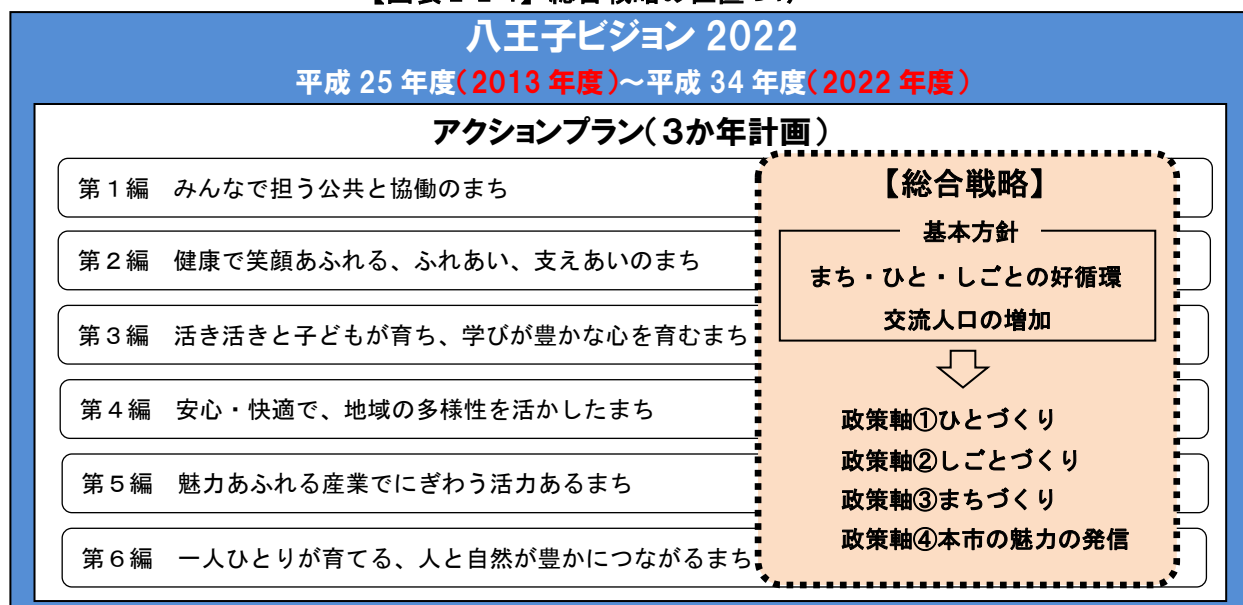 八王子ビジョン 2022
平成 25 年度（2013 年度）～平成 34 年度（2022 年度）
アクションプラン（３か年計画）
第１編　みんなで担う公共と協働のまち
第２編　健康で笑顔あふれる、ふれあい、支えあいのまち
第３編　活き活きと子どもが育ち、学びが豊かな心を育むまち
第４編　安心・快適で、地域の多様性を活かしたまち
第５編　魅力あふれる産業でにぎわう活力あるまち
第６編　一人ひとりが育てる、人と自然が豊かにつながるまち
【総合戦略】
基本方針
まち・ひと・しごとの好循環
交流人口の増加
政策軸①ひとづくり
政策軸②しごとづくり
政策軸③まちづくり
政策軸④本市の魅力の発信